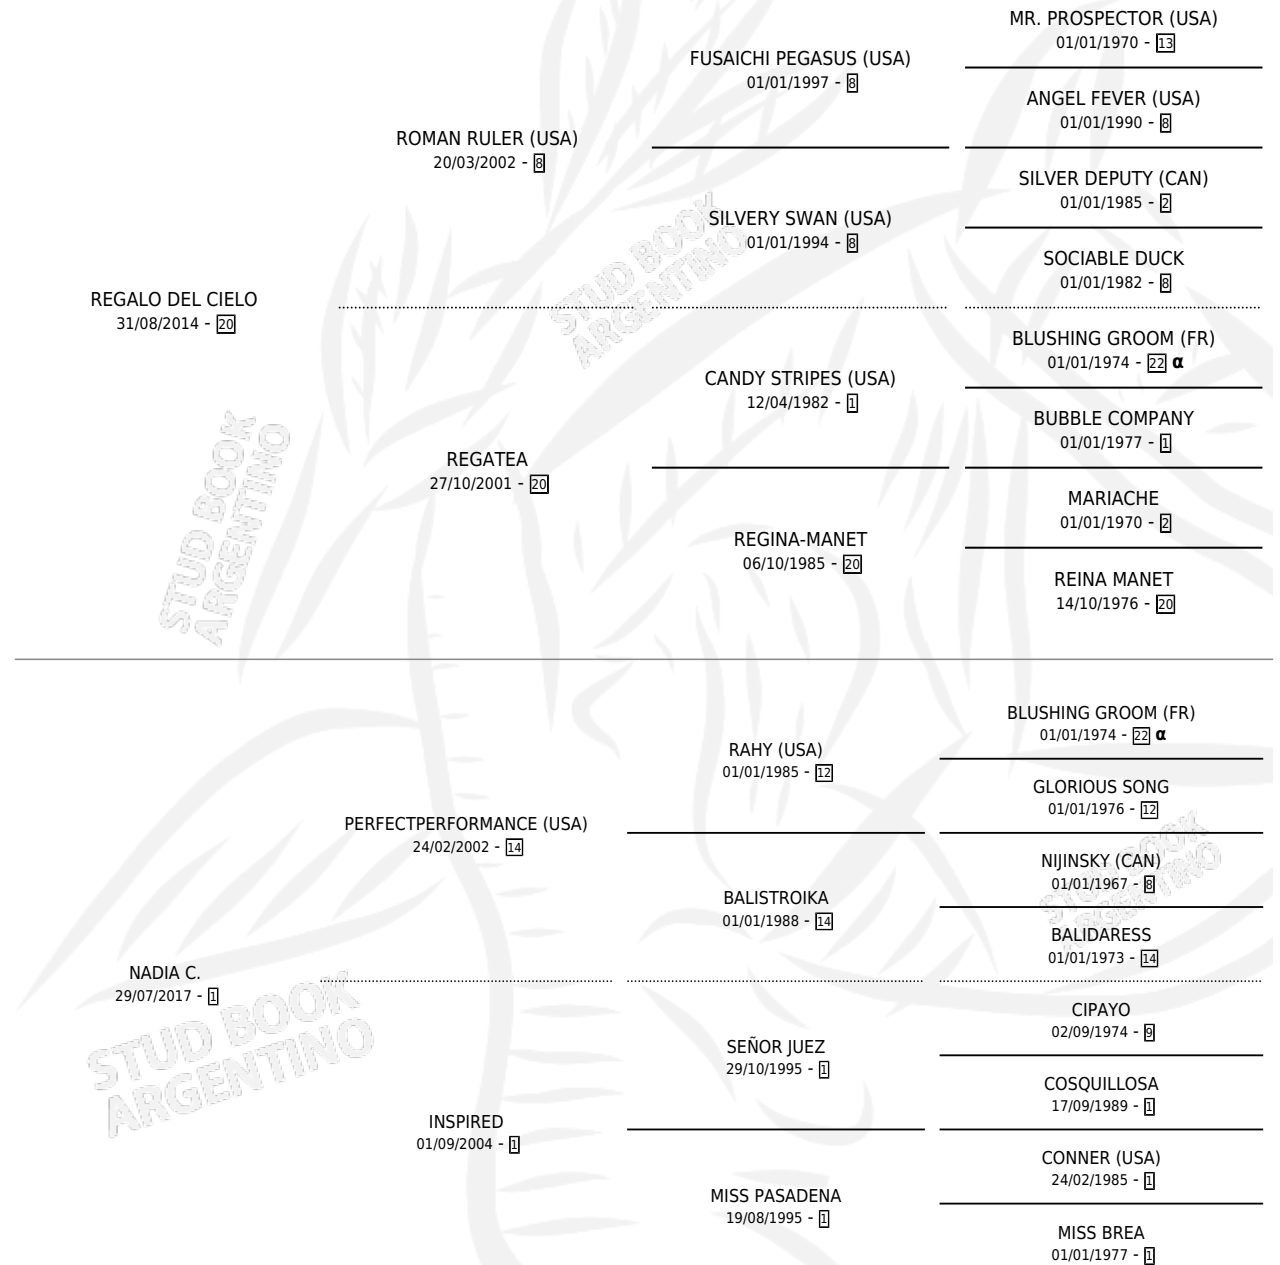 MR. PROSPECTOR (USA)
01/01/1970 - 13
FUSAICHI PEGASUS (USA)
01/01/1997 - 8
ANGEL FEVER (USA)
01/01/1990 - 8
ROMAN RULER (USA)
20/03/2002 - 8
SILVER DEPUTY (CAN)
01/01/1985 - 2
SILVERY SWAN (USA)
01/01/1994 - 8
SOCIABLE DUCK
01/01/1982 - 8
REGALO DEL CIELO
31/08/2014 - 20
BLUSHING GROOM (FR)
01/01/1974 - 22 α
CANDY STRIPES (USA)
12/04/1982 - 1
BUBBLE COMPANY
01/01/1977 - 1
REGATEA
27/10/2001 - 20
MARIACHE
01/01/1970 - 2
REGINA-MANET
06/10/1985 - 20
REINA MANET
14/10/1976 - 20
BLUSHING GROOM (FR)
01/01/1974 - 22 α
RAHY (USA)
01/01/1985 - 12
GLORIOUS SONG
01/01/1976 - 12
PERFECTPERFORMANCE (USA)
24/02/2002 - 14
NIJINSKY (CAN)
01/01/1967 - 8
BALISTROIKA
01/01/1988 - 14
BALIDARESS
01/01/1973 - 14
NADIA C.
29/07/2017 - 1
CIPAYO
02/09/1974 - 9
SEÑOR JUEZ
29/10/1995 - 1
COSQUILLOSA
17/09/1989 - 1
INSPIRED
01/09/2004 - 1
CONNER (USA)
24/02/1985 - 1
MISS PASADENA
19/08/1995 - 1
MISS BREA
01/01/1977 - 1
STUD BOOK
ARGENTINO
STUD BOOK
ARGENTINO
STUD BOOK
ARGENTINO
STUD BOOK
ARGENTINO